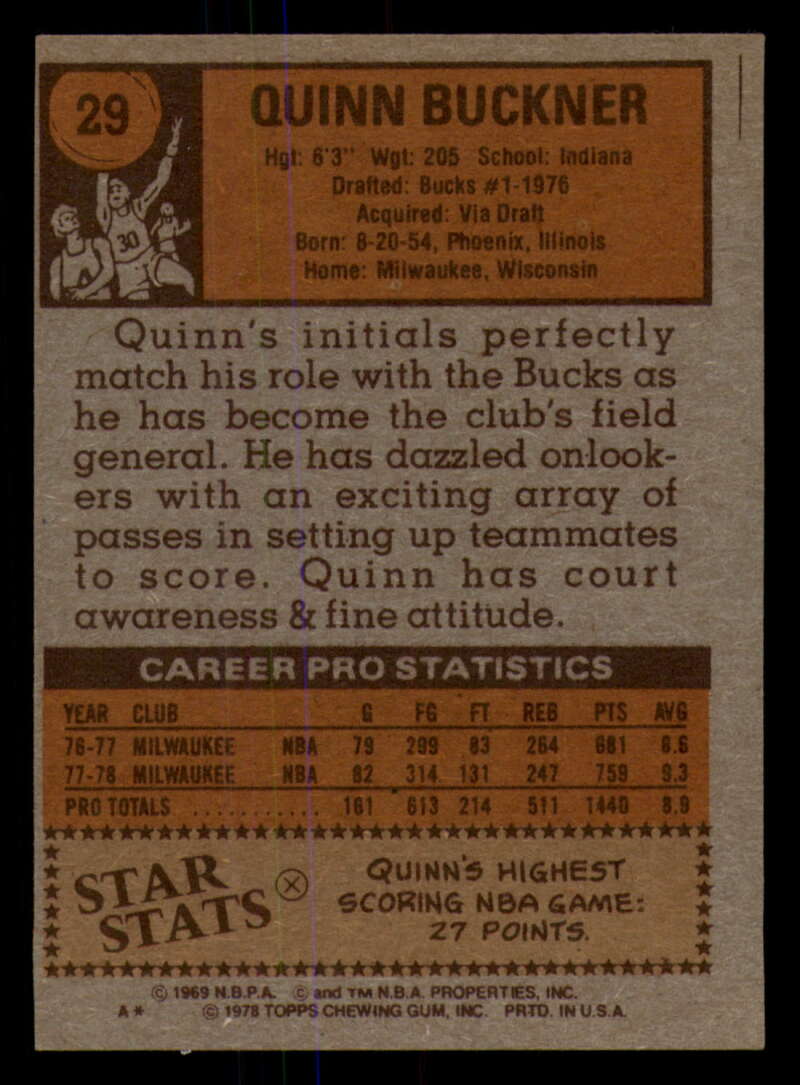 29
QUINN BUCKNER
Hgt: 6'3" Wgt: 205 School: Indiana
Drafted: Bucks #1-1976
Acquired: Via Draft
Born: 8-20-54, Phoenix, Illinois
Home: Milwaukee, Wisconsin
30
Quinn's initials perfectly
match his role with the Bucks as
he has become the club's field
general. He has dazzled onlook-
ers with an exciting array of
passes in setting up teammates
to score. Quinn has court
awareness & fine attitude.
CAREER PRO STATISTICS
YEAR CLUB G FG FT REB PTS AVG
76-77 MILWAUKEE NBA 79 299 83 264 681 8.6
77-78 MILWAUKEE NBA 82 314 131 247 759 9.3
PRO TOTALS ........... 161 613 214 511 1440 8.9
STAR
STATS
QUINN'S HIGHEST
SCORING NBA GAME:
27 POINTS.
© 1969 N.B.P.A. © and TM N.B.A. PROPERTIES, INC.
A* © 1978 TOPPS CHEWING GUM, INC. PRTD. IN U.S.A.